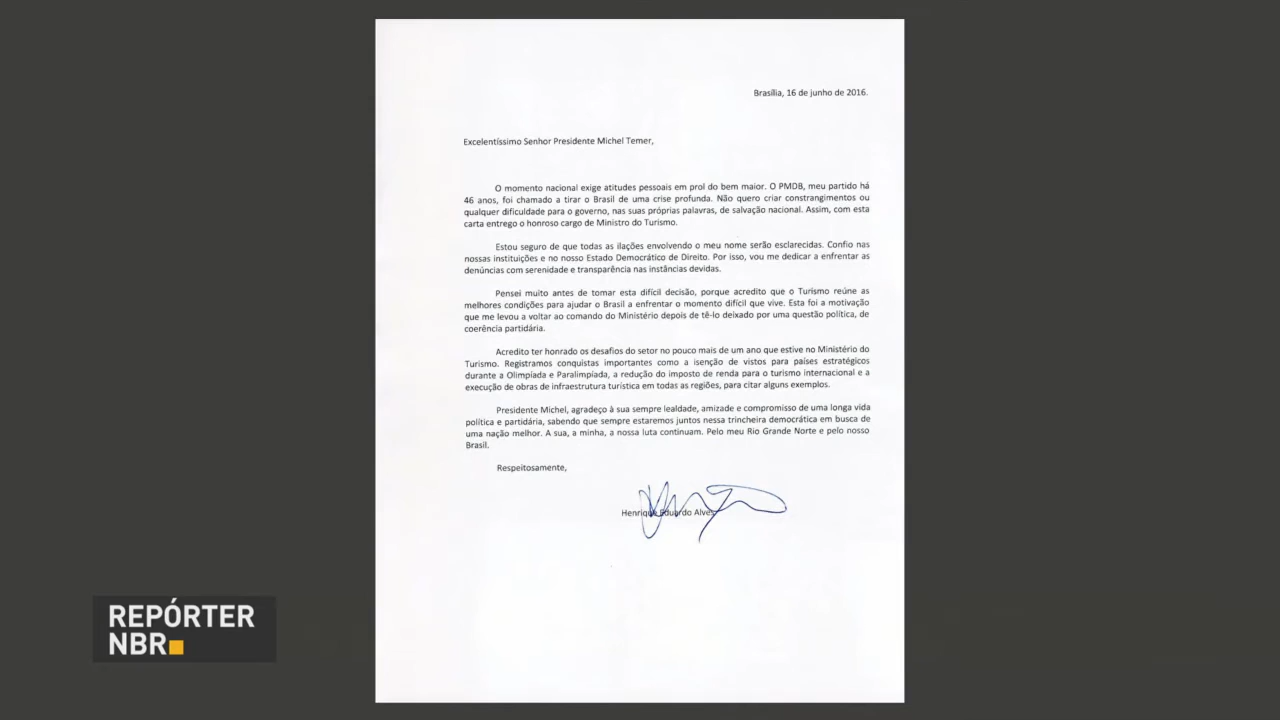 Brasília, 16 de junho de 2016.
Excelentíssimo Senhor Presidente Michel Temer,
O momento nacional exige atitudes pessoais em prol do bem maior. O PMDB, meu partido há
46 anos, foi chamado a tirar o Brasil de uma crise profunda. Não quero criar constrangimentos ou
qualquer dificuldade para o governo, nas suas próprias palavras, de salvação nacional. Assim, com esta
carta entrego o honroso cargo de Ministro do Turismo.
Estou seguro de que todas as ilações envolvendo o meu nome serão esclarecidas. Confio nas
nossas instituições e no nosso Estado Democrático de Direito. Por isso, vou me dedicar a enfrentar as
denúncias com serenidade e transparência nas instâncias devidas.
Pensei muito antes de tomar esta difícil decisão, porque acredito que o Turismo reúne as
melhores condições para ajudar o Brasil a enfrentar o momento difícil que vive. Esta foi a motivação
que me levou a voltar ao comando do Ministério depois de tê-lo deixado por uma questão política, de
coerência partidária.
Acredito ter honrado os desafios do setor no pouco mais de um ano que estive no Ministério do
Turismo. Registramos conquistas importantes como a isenção de vistos para países estratégicos
durante a Olimpíada e Paralimpíada, a redução do imposto de renda para o turismo internacional e a
execução de obras de infraestrutura turística em todas as regiões, para citar alguns exemplos.
Presidente Michel, agradeço à sua sempre lealdade, amizade e compromisso de uma longa vida
política e partidária, sabendo que sempre estaremos juntos nessa trincheira democrática em busca de
uma nação melhor. A sua, a minha, a nossa luta continuam. Pelo meu Rio Grande Norte e pelo nosso
Brasil.
Respeitosamente,
Henrique Eduardo Alves
REPÓRTER
NBR